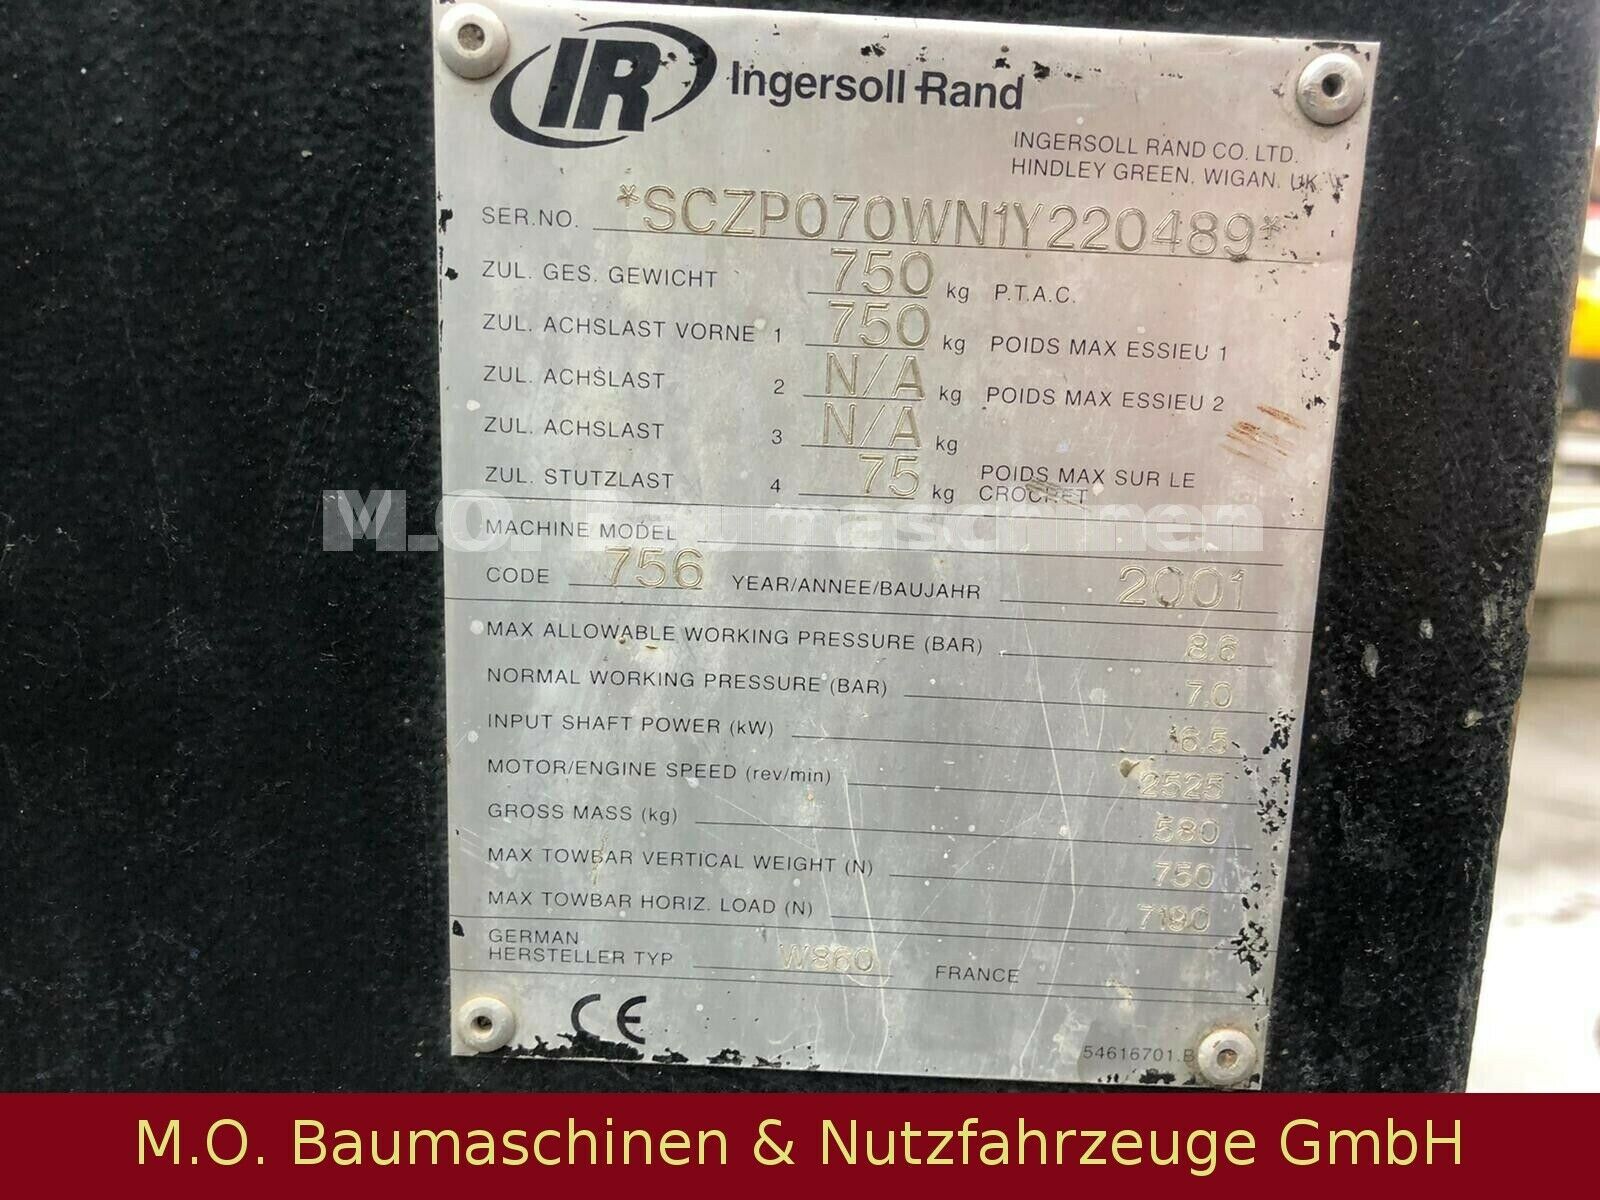 IR Ingersoll-Rand
INGERSOLL RAND CO. LTD.
HINDLEY GREEN, WIGAN, UK
SER.NO. *SCZP070WN1Y220489*
ZUL. GES. GEWICHT 750 kg P.T.A.C.
ZUL. ACHSLAST VORNE 1 750 kg POIDS MAX ESSIEU 1
ZUL. ACHSLAST 2 N/A kg POIDS MAX ESSIEU 2
ZUL. ACHSLAST 3 N/A kg
ZUL. STUTZLAST 4 75 kg POIDS MAX SUR LE
CROCHET
M.O. Baumaschinen
MACHINE MODEL
CODE 756 YEAR/ANNEE/BAUJAHR 2001
MAX ALLOWABLE WORKING PRESSURE (BAR) 8.6
NORMAL WORKING PRESSURE (BAR) 7.0
INPUT SHAFT POWER (kW) 16.5
MOTOR/ENGINE SPEED (rev/min) 2525
GROSS MASS (kg) 580
MAX TOWBAR VERTICAL WEIGHT (N) 750
MAX TOWBAR HORIZ. LOAD (N) 7190
GERMAN
HERSTELLER TYP W860 FRANCE
CE
54616701.B
M.O. Baumaschinen & Nutzfahrzeuge GmbH